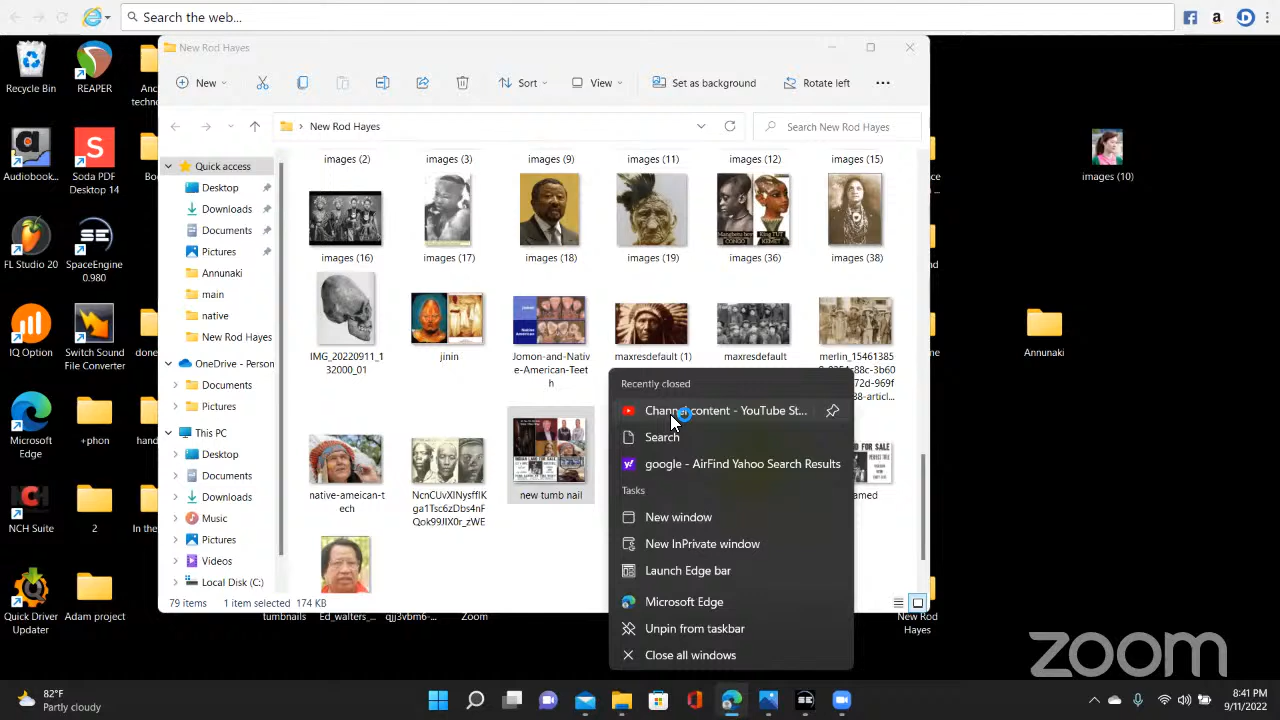 Search the web...
New Rod Hayes
New
Sort
View
Set as background
Rotate left
New Rod Hayes
Search New Rod Hayes
Recycle Bin
REAPER
Audiobook...
Soda PDF
Desktop 14
FL Studio 20
SpaceEngine
0.980
IQ Option
Switch Sound
File Converter
Microsoft
Edge
+phon
NCH Suite
2
Quick Driver
Updater
Adam project
Quick access
Desktop
Downloads
Documents
Pictures
Annunaki
main
native
New Rod Hayes
OneDrive - Person
Documents
Pictures
This PC
Desktop
Downloads
Documents
Music
Pictures
Videos
Local Disk (C:)
images (2)
images (3)
images (9)
images (11)
images (12)
images (15)
images (16)
images (17)
images (18)
images (19)
images (36)
images (38)
IMG_20220911_1
32000_01
jinin
Jomon-and-Nativ
e-American-Teet
h
maxresdefault (1)
maxresdefault
merlin_15461385
native-ameican-t
ech
new tumb nail
79 items
1 item selected
174 KB
Recently closed
Channel content - YouTube St...
Search
google - AirFind Yahoo Search Results
Tasks
New window
New InPrivate window
Launch Edge bar
Microsoft Edge
Unpin from taskbar
Close all windows
images (10)
Annunaki
tumbnails
Ed_walters_...
qjj3vbm6-...
Zoom
New Rod
Hayes
zoom
82°F
Partly cloudy
8:41 PM
9/11/2022